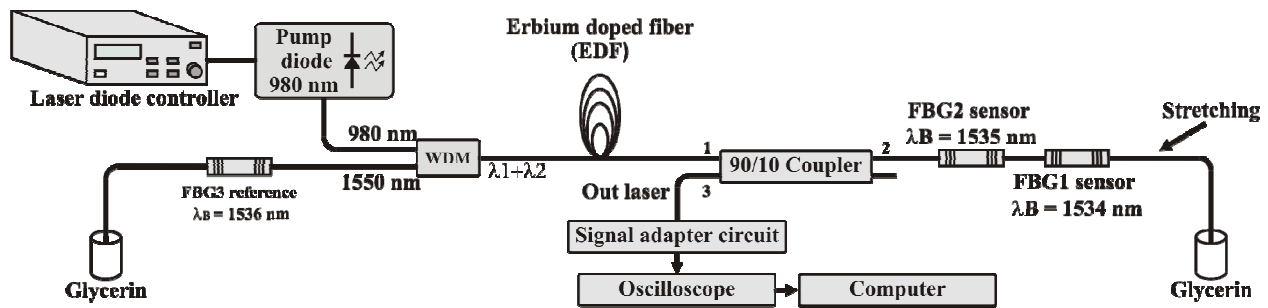 Erbium doped fiber
(EDF)
Pump
diode
980 nm
Laser diode controller
980 nm
WDM
1550 nm
λ1+λ2
FBG3 reference
λB = 1536 nm
Glycerin
1
90/10 Coupler
2
3
Out laser
Signal adapter circuit
Oscilloscope
Computer
FBG2 sensor
λB = 1535 nm
Stretching
FBG1 sensor
λB = 1534 nm
Glycerin